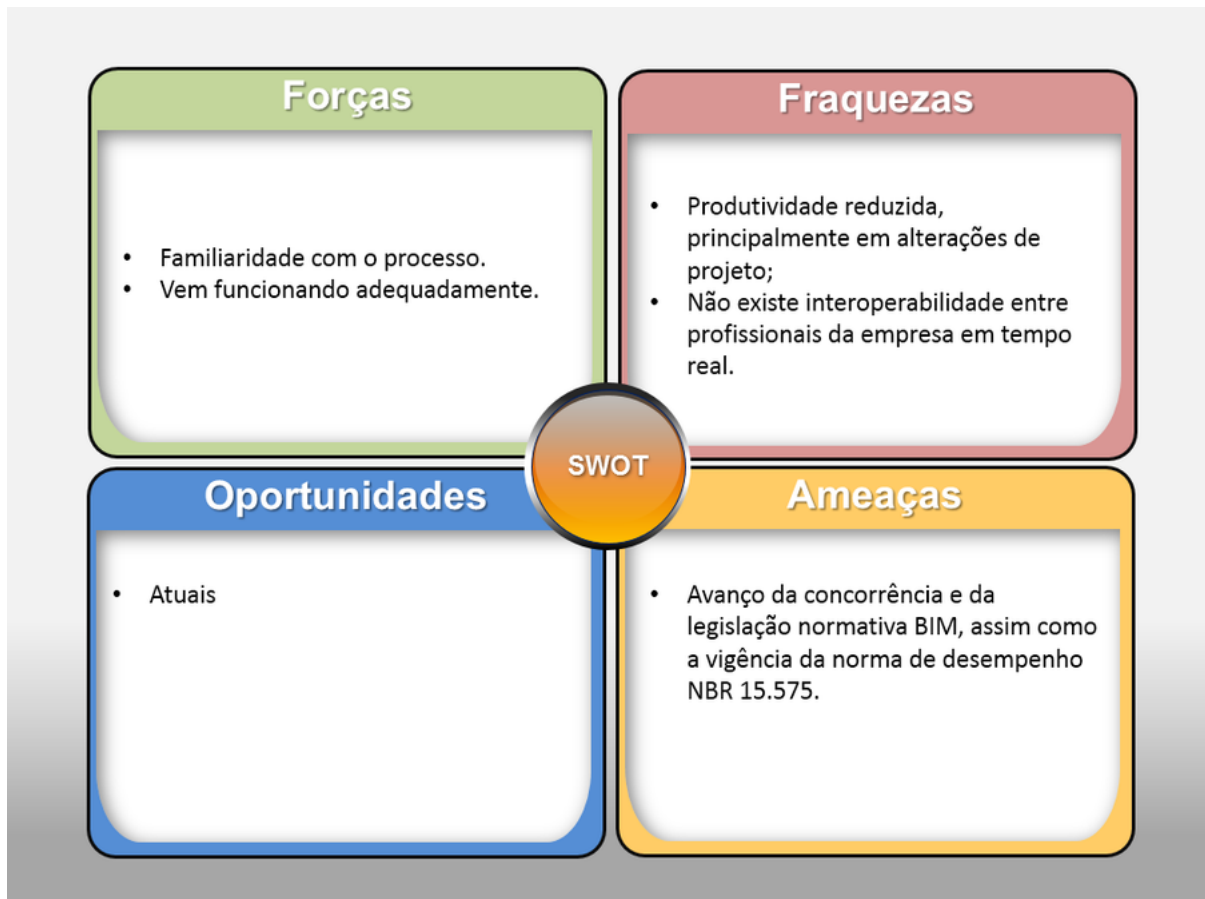 Forças
• Familiaridade com o processo.
• Vem funcionando adequadamente.
Fraquezas
• Produtividade reduzida,
principalmente em alterações de
projeto;
• Não existe interoperabilidade entre
profissionais da empresa em tempo
real.
SWOT
Oportunidades
• Atuais
Ameaças
• Avanço da concorrência e da
legislação normativa BIM, assim como
a vigência da norma de desempenho
NBR 15.575.